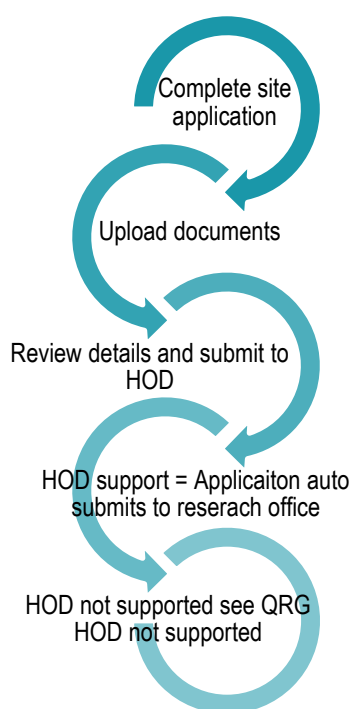 Complete site
application
Upload documents
Review details and submit to
HOD
HOD support = Applicaiton auto
submits to reserach office
HOD not supported see QRG
HOD not supported